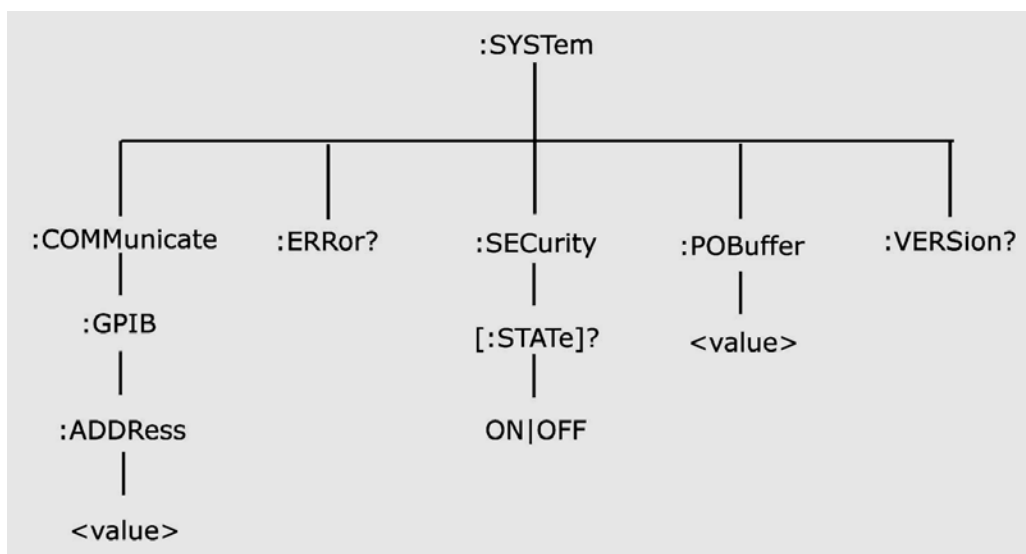 :SYSTem
:COMMunicate :ERRor? :SECurity :POBuffer :VERSion?
:GPIB [:STATe]? <value>
:ADDRess ON|OFF
<value>